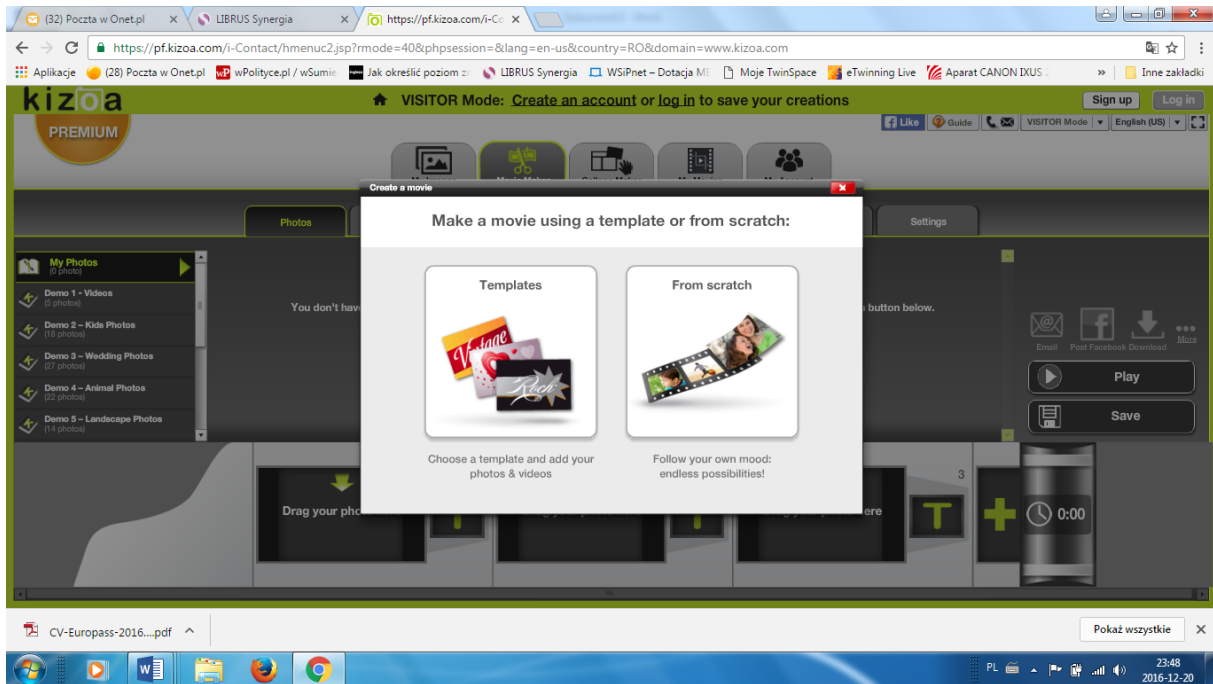 (32) Poczta w Onet.pl
LIBRUS Synergia
https://pf.kizoa.com/i-Co
https://pf.kizoa.com/i-Contact/hmenuc2.jsp?rmode=40&phpsession=&lang=en-us&country=RO&domain=www.kizoa.com
Aplikacje (28) Poczta w Onet.pl wPolityce.pl / wSumie Jak określić poziom z LIBRUS Synergia WSiPnet – Dotacja ME Moje TwinSpace eTwinning Live Aparat CANON IXUS » Inne zakładki
kizoa
PREMIUM
VISITOR Mode: Create an account or log in to save your creations
Sign up Log in
Like Guide VISITOR Mode English (US)
Create a movie
Make a movie using a template or from scratch:
Photos
Settings
My Photos
(0 photo)
Demo 1 - Videos
(5 photos)
Demo 2 – Kids Photos
(18 photos)
Demo 3 – Wedding Photos
(27 photos)
Demo 4 – Animal Photos
(22 photos)
Demo 5 – Landscape Photos
(14 photos)
You don't have
button below.
Templates
Vintage
Rock
Choose a template and add your
photos & videos
From scratch
Follow your own mood:
endless possibilities!
Email Post Facebook Download More
Play
Save
Drag your pho
ere
T
3
0:00
CV-Europass-2016....pdf
Pokaż wszystkie
PL
23:48
2016-12-20